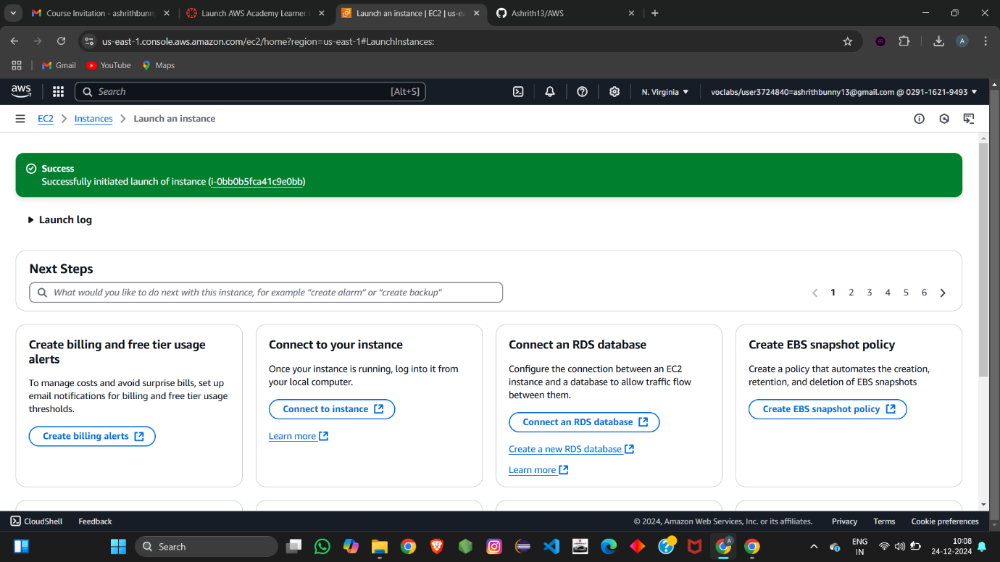 Course Invitation - ashrithbunn
Launch AWS Academy Learner
Launch an instance | EC2 | us-ea
Ashrith13/AWS
us-east-1.console.aws.amazon.com/ec2/home?region=us-east-1#LaunchInstances:
A
Gmail
YouTube
Maps
aws
Search
[Alt+S]
N. Virginia
voclabs/user3724840=ashrithbunny13@gmail.com @ 0291-1621-9493
EC2
Instances
Launch an instance
Success
Successfully initiated launch of instance (i-0bb0b5fca41c9e0bb)
Launch log
Next Steps
What would you like to do next with this instance, for example "create alarm" or "create backup"
1 2 3 4 5 6
Create billing and free tier usage
alerts
To manage costs and avoid surprise bills, set up
email notifications for billing and free tier usage
thresholds.
Create billing alerts
Connect to your instance
Once your instance is running, log into it from
your local computer.
Connect to instance
Learn more
Connect an RDS database
Configure the connection between an EC2
instance and a database to allow traffic flow
between them.
Connect an RDS database
Create a new RDS database
Learn more
Create EBS snapshot policy
Create a policy that automates the creation,
retention, and deletion of EBS snapshots
Create EBS snapshot policy
CloudShell
Feedback
© 2024, Amazon Web Services, Inc. or its affiliates.
Privacy
Terms
Cookie preferences
Search
A
ENG
IN
10:08
24-12-2024